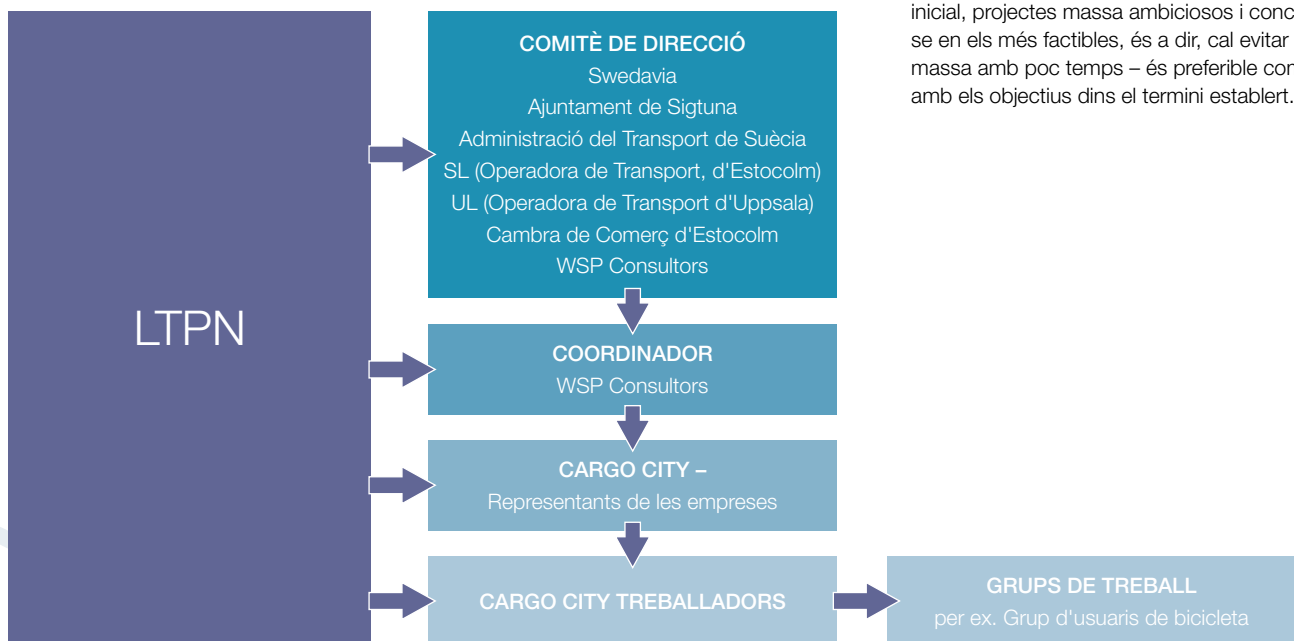 inicial, projectes massa ambiciosos i conc
se en els més factibles, és a dir, cal evitar
massa amb poc temps – és preferible con
amb els objectius dins el termini establert.
LTPN
COMITÈ DE DIRECCIÓ
Swedavia
Ajuntament de Sigtuna
Administració del Transport de Suècia
SL (Operadora de Transport, d'Estocolm)
UL (Operadora de Transport d'Uppsala)
Cambra de Comerç d'Estocolm
WSP Consultors
COORDINADOR
WSP Consultors
CARGO CITY –
Representants de les empreses
CARGO CITY TREBALLADORS
GRUPS DE TREBALL
per ex. Grup d'usuaris de bicicleta